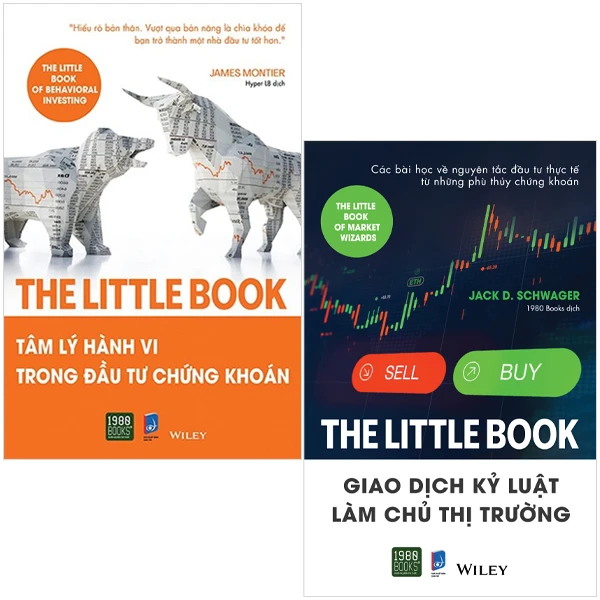 "Hiểu rõ bản thân. Vượt qua bản năng là chìa khóa để
bạn trở thành một nhà đầu tư tốt hơn."
THE LITTLE
BOOK
OF BEHAVIORAL
INVESTING
JAMES MONTIER
Hyper LB dịch
THE LITTLE BOOK
TÂM LÝ HÀNH VI
TRONG ĐẦU TƯ CHỨNG KHOÁN
1980
BOOKS
WILEY
Các bài học về nguyên tắc đầu tư thực tế
từ những phù thủy chứng khoán
THE LITTLE
BOOK
OF MARKET
WIZARDS
ETH
JACK D. SCHWAGER
1980 Books dịch
SELL
BUY
THE LITTLE BOOK
GIAO DỊCH KỶ LUẬT
LÀM CHỦ THỊ TRƯỜNG
1980
BOOKS
WILEY